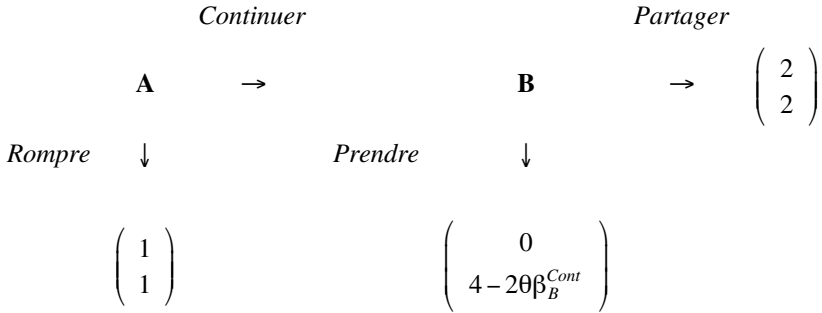 Continuer Partager
A → B → ( 2
2 )
Rompre ↓ Prendre ↓
( 1
1 ) ( 0
4 – 2θβ_B^{Cont} )